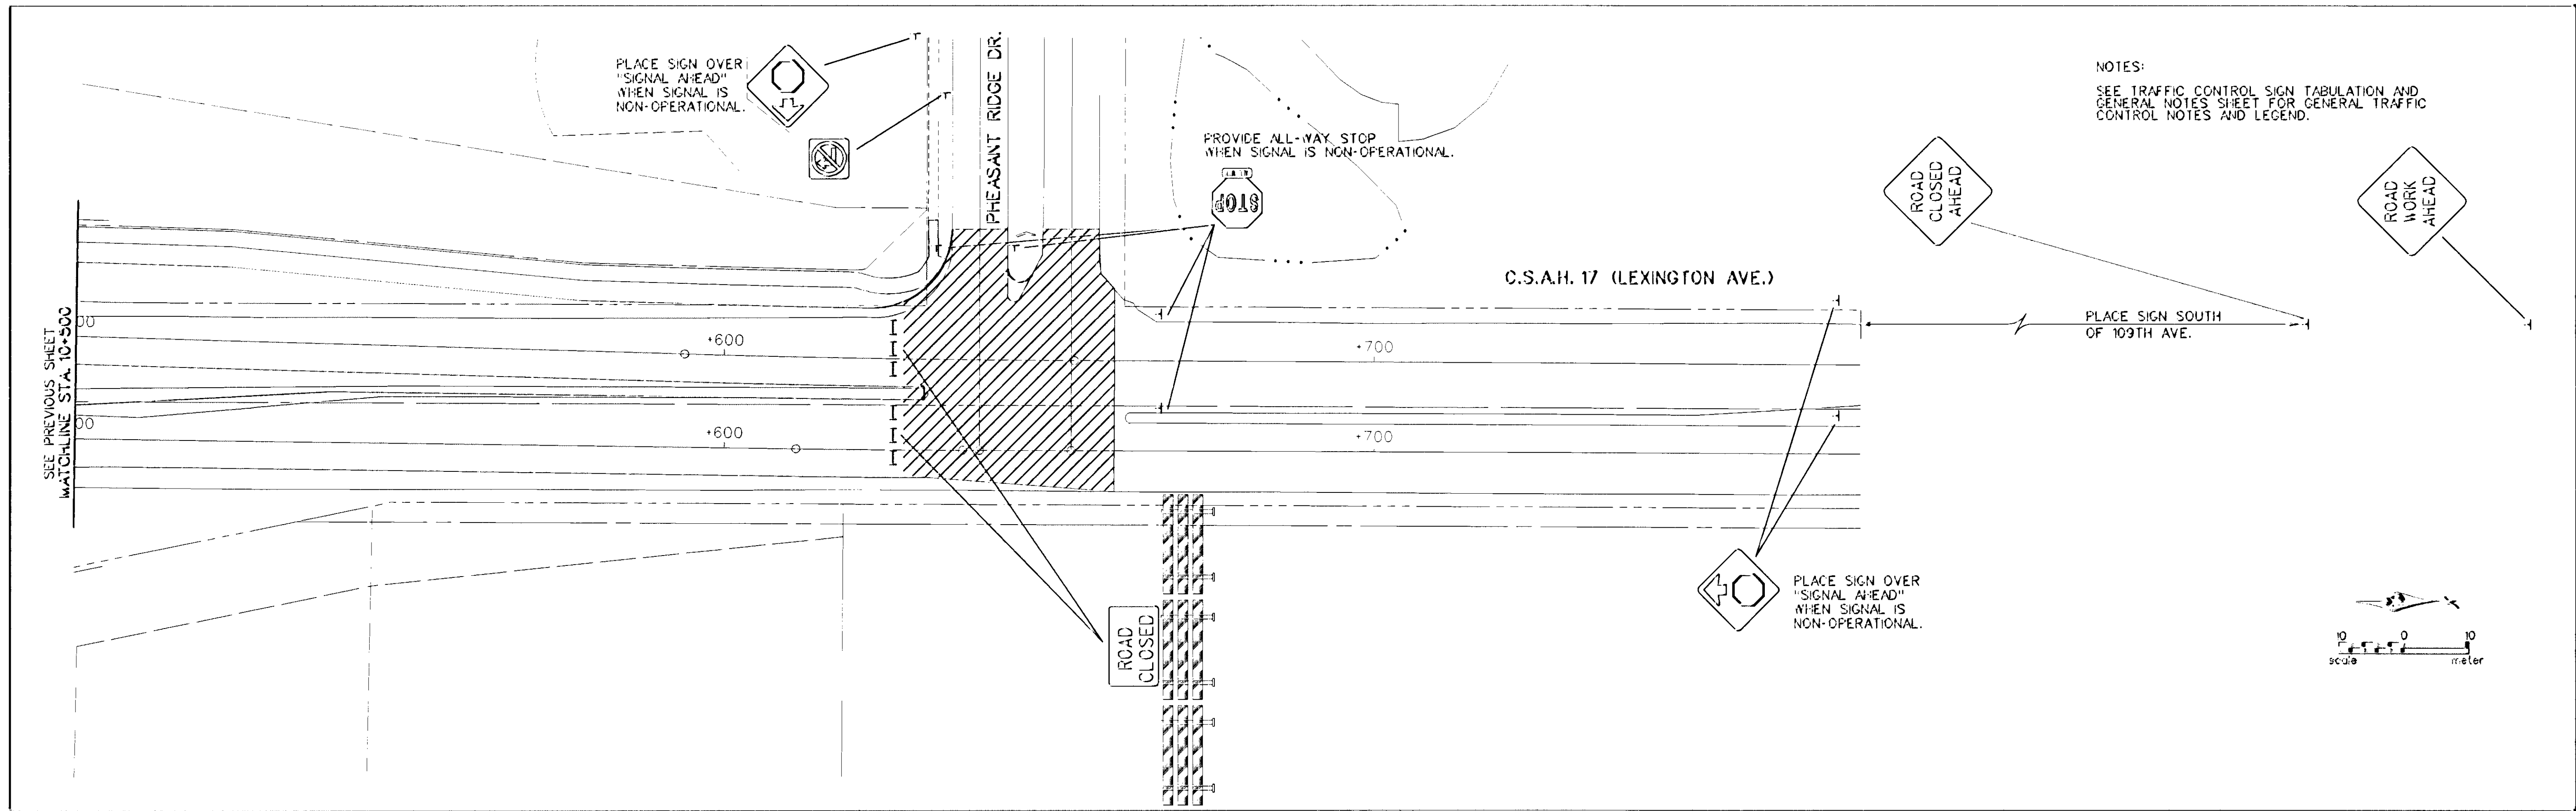 PLACE SIGN OVER
"SIGNAL AHEAD"
WHEN SIGNAL IS
NON-OPERATIONAL.
PHEASANT RIDGE DR.
PROVIDE ALL-WAY STOP
WHEN SIGNAL IS NON-OPERATIONAL.
STOP
NOTES:
SEE TRAFFIC CONTROL SIGN TABULATION AND
GENERAL NOTES SHEET FOR GENERAL TRAFFIC
CONTROL NOTES AND LEGEND.
ROAD
CLOSED
AHEAD
ROAD
WORK
AHEAD
C.S.A.H. 17 (LEXINGTON AVE.)
PLACE SIGN SOUTH
OF 109TH AVE.
SEE PREVIOUS SHEET
MATCHLINE STA. 10+500
00
+600
+700
00
+600
+700
ROAD
CLOSED
PLACE SIGN OVER
"SIGNAL AHEAD"
WHEN SIGNAL IS
NON-OPERATIONAL.
10 0 10
scale meter